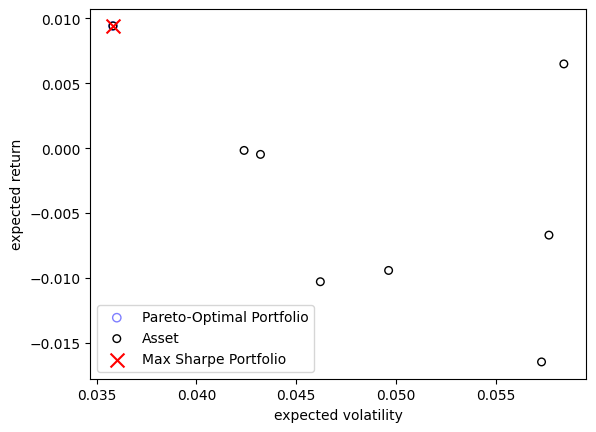 0.010
0.005
0.000
−0.005
−0.010
−0.015
expected return
Pareto-Optimal Portfolio
Asset
Max Sharpe Portfolio
0.035 0.040 0.045 0.050 0.055
expected volatility